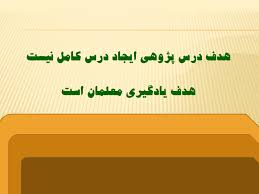 هدف درس پژوهی ایجاد درس کامل نیست
هدف یادگیری معلمان است